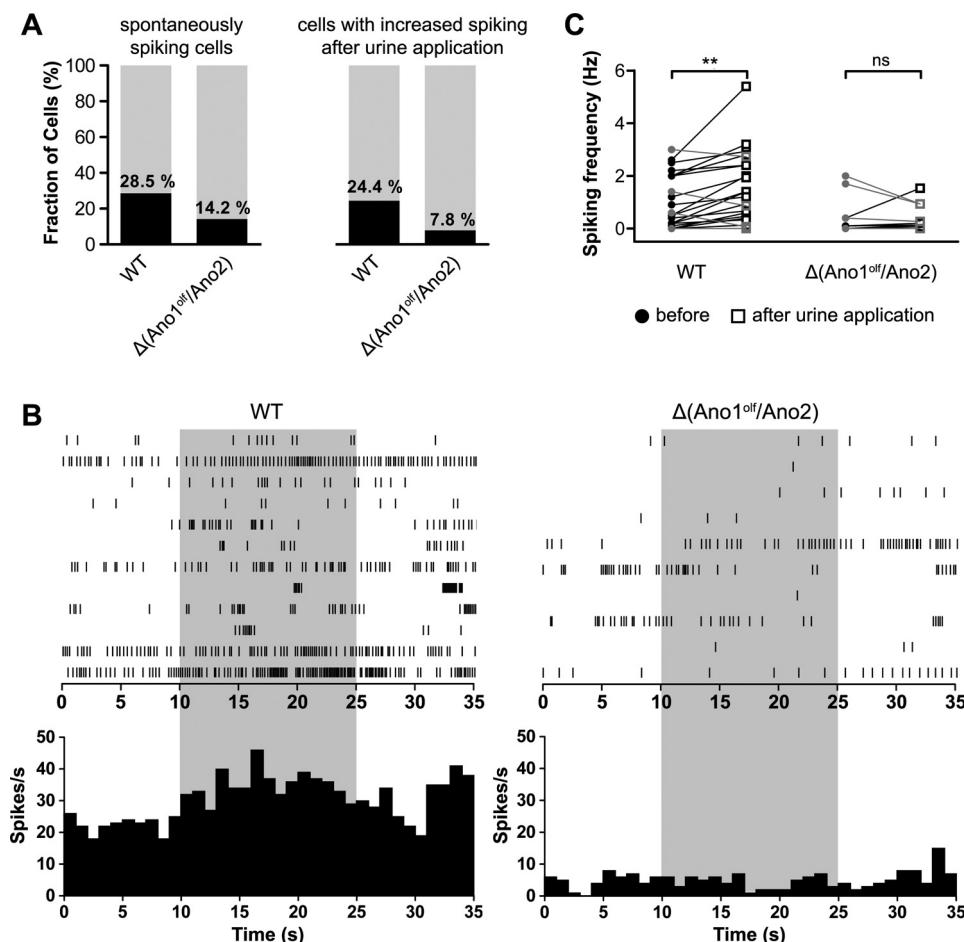 A
spontaneously
spiking cells
cells with increased spiking
after urine application
Fraction of Cells (%)
100
80
60
40
20
0
28.5 %
14.2 %
24.4 %
7.8 %
WT
Δ(Ano1ᵒˡᶠ/Ano2)
WT
Δ(Ano1ᵒˡᶠ/Ano2)
C
Spiking frequency (Hz)
6
4
2
0
**
ns
WT
Δ(Ano1ᵒˡᶠ/Ano2)
before
after urine application
B
WT
0 5 10 15 20 25 30 35
Spikes/s
50
40
30
20
10
0
0 5 10 15 20 25 30 35
Time (s)
Δ(Ano1ᵒˡᶠ/Ano2)
0 5 10 15 20 25 30 35
Spikes/s
50
40
30
20
10
0
0 5 10 15 20 25 30 35
Time (s)